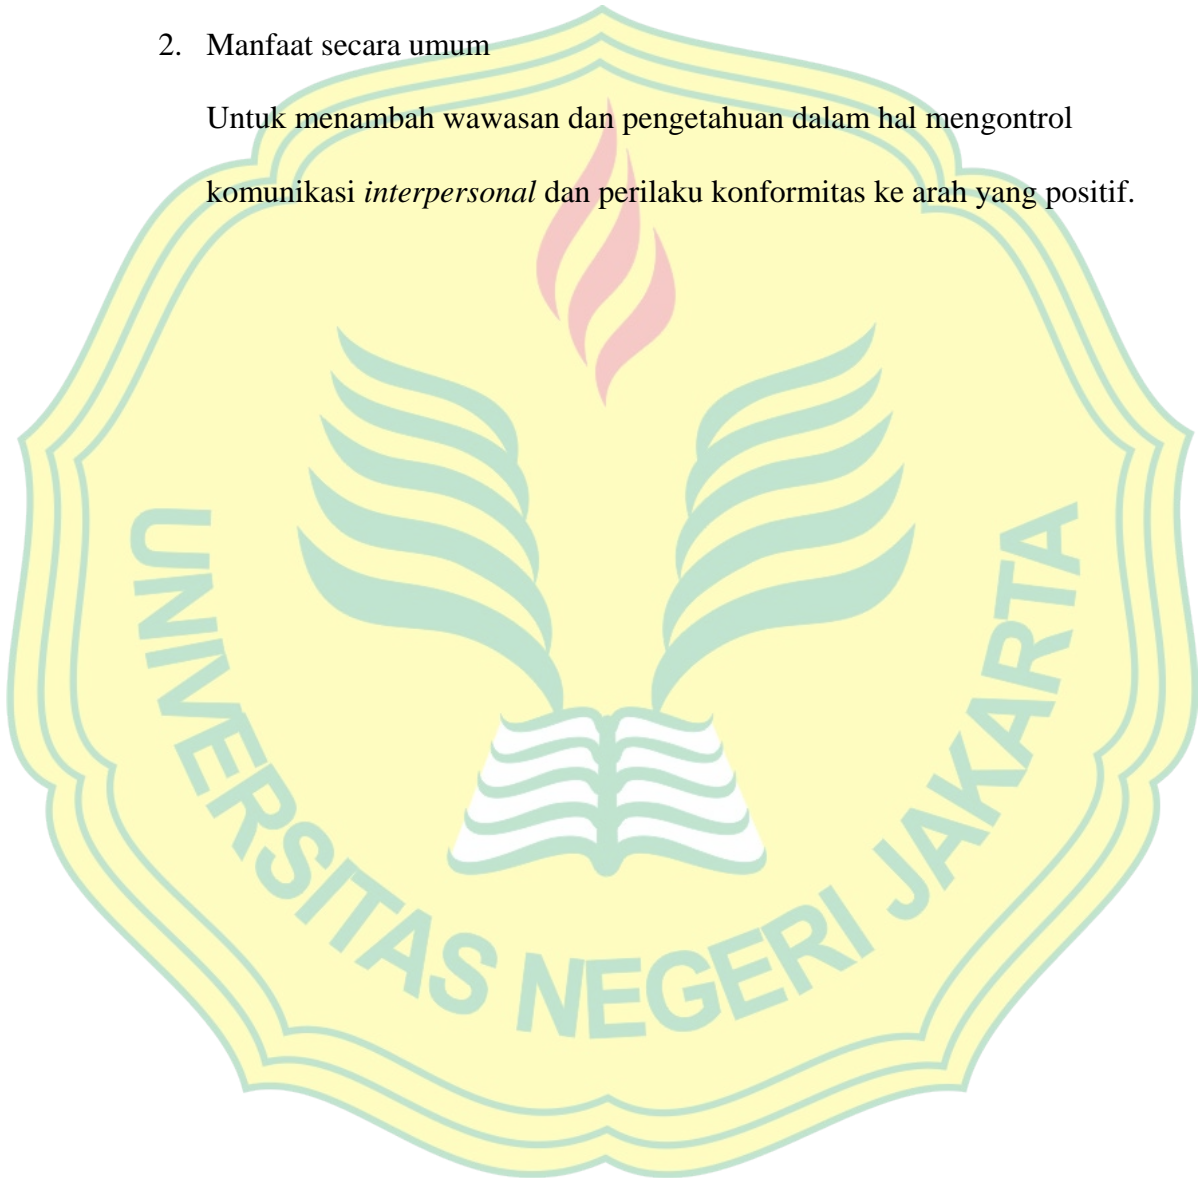 2. Manfaat secara umum
Untuk menambah wawasan dan pengetahuan dalam hal mengontrol
komunikasi interpersonal dan perilaku konformitas ke arah yang positif.
UNIVERSITAS NEGERI JAKARTA